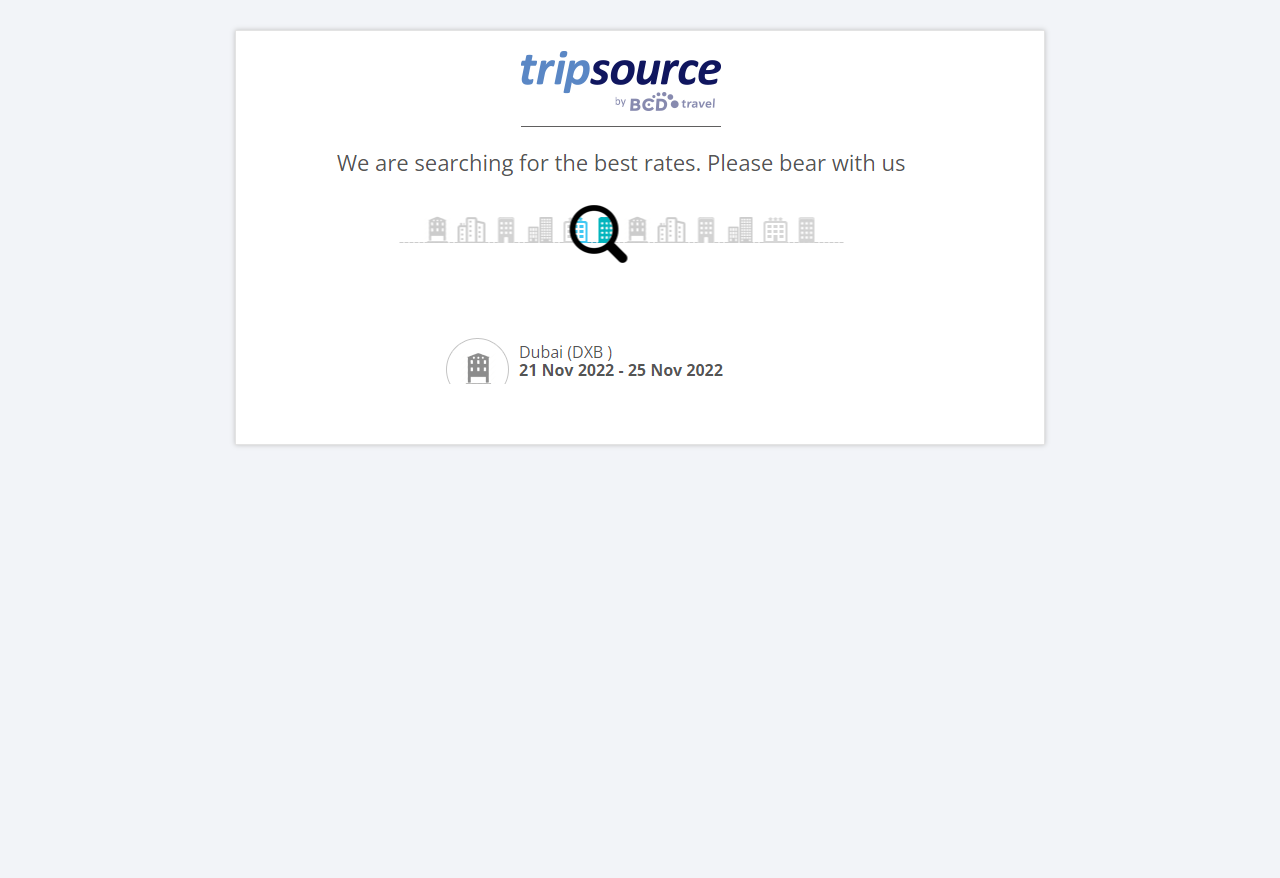 tripsource
by BCD travel
We are searching for the best rates. Please bear with us
Dubai (DXB )
21 Nov 2022 - 25 Nov 2022